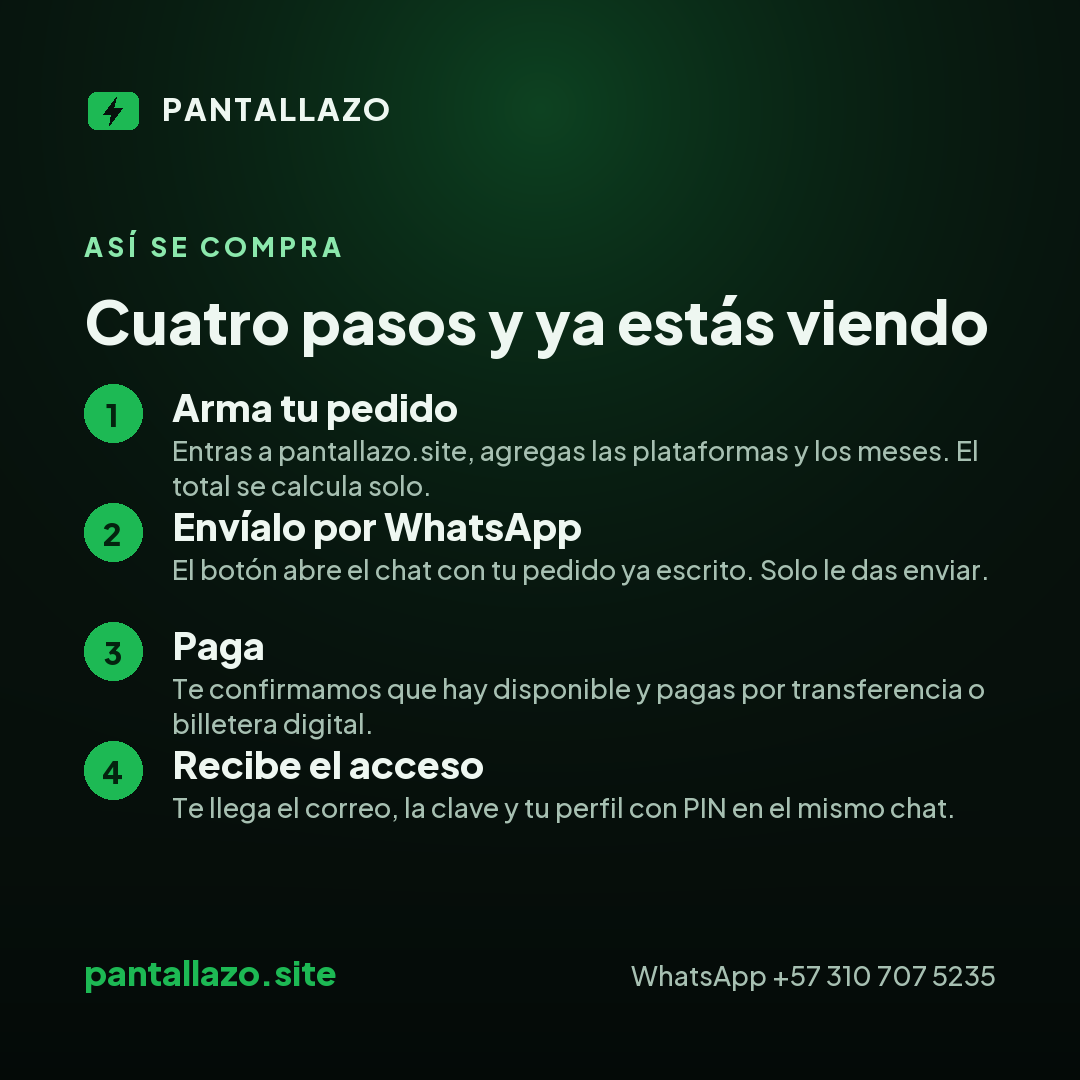 PANTALLAZO
ASÍ SE COMPRA
Cuatro pasos y ya estás viendo
1
Arma tu pedido
Entras a pantallazo.site, agregas las plataformas y los meses. El
total se calcula solo.
2
Envíalo por WhatsApp
El botón abre el chat con tu pedido ya escrito. Solo le das enviar.
3
Paga
Te confirmamos que hay disponible y pagas por transferencia o
billetera digital.
4
Recibe el acceso
Te llega el correo, la clave y tu perfil con PIN en el mismo chat.
pantallazo.site
WhatsApp +57 310 707 5235